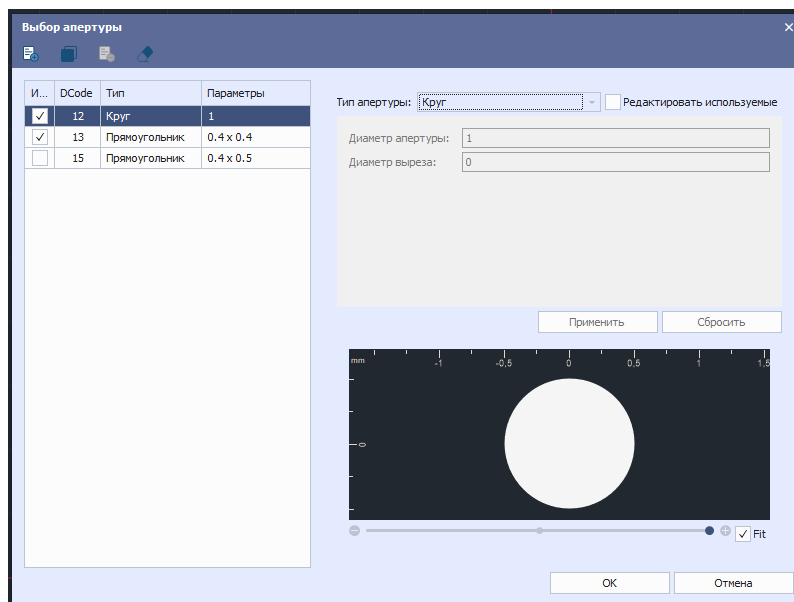 Выбор апертуры
И... DCode Тип Параметры
12 Круг 1
13 Прямоугольник 0.4 x 0.4
15 Прямоугольник 0.4 x 0.5
Тип апертуры: Круг Редактировать используемые
Диаметр апертуры: 1
Диаметр выреза: 0
Применить Сбросить
mm -1 -0,5 0 0,5 1 1,5
0
Fit
OK Отмена